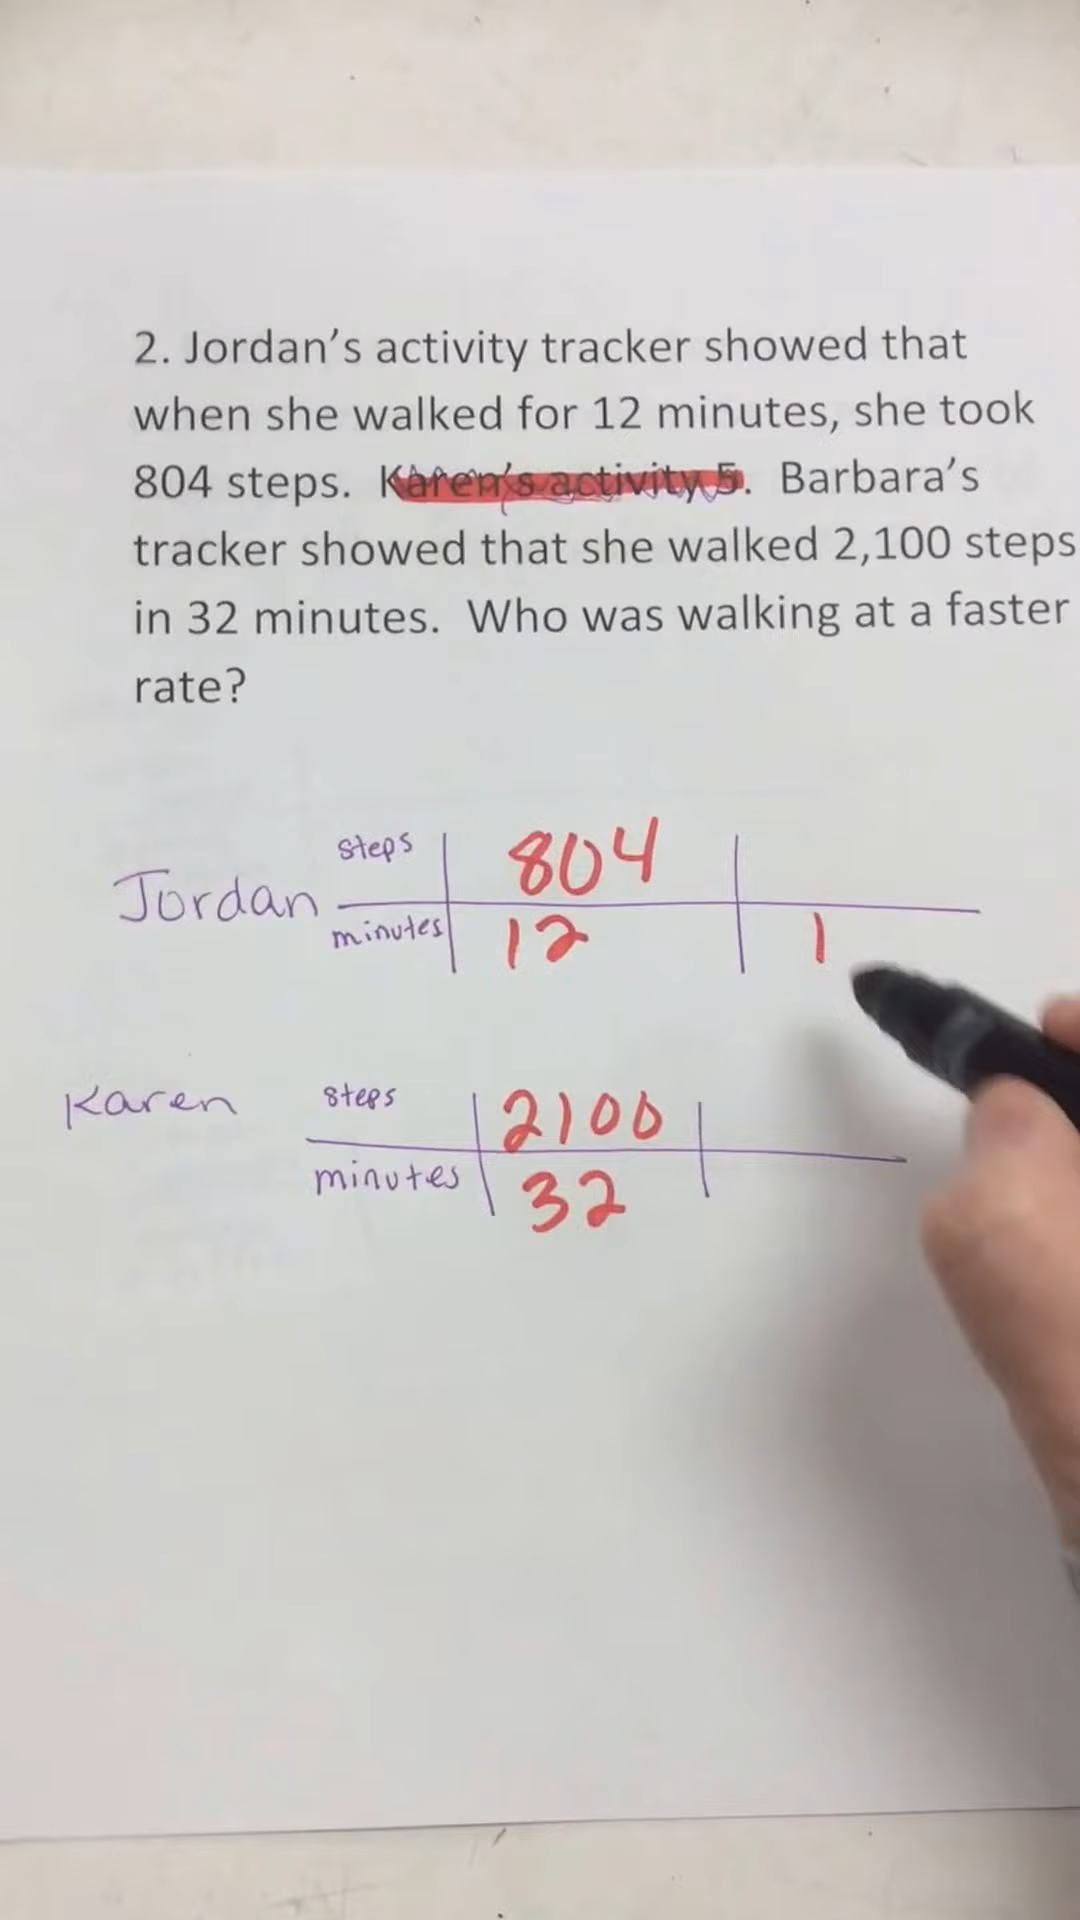 2. Jordan's activity tracker showed that
when she walked for 12 minutes, she took
804 steps. Karen's activity 5. Barbara's
tracker showed that she walked 2,100 steps
in 32 minutes. Who was walking at a faster
rate?
steps 804
Jordan
minutes 12 1
Karen steps 2100
minutes 32